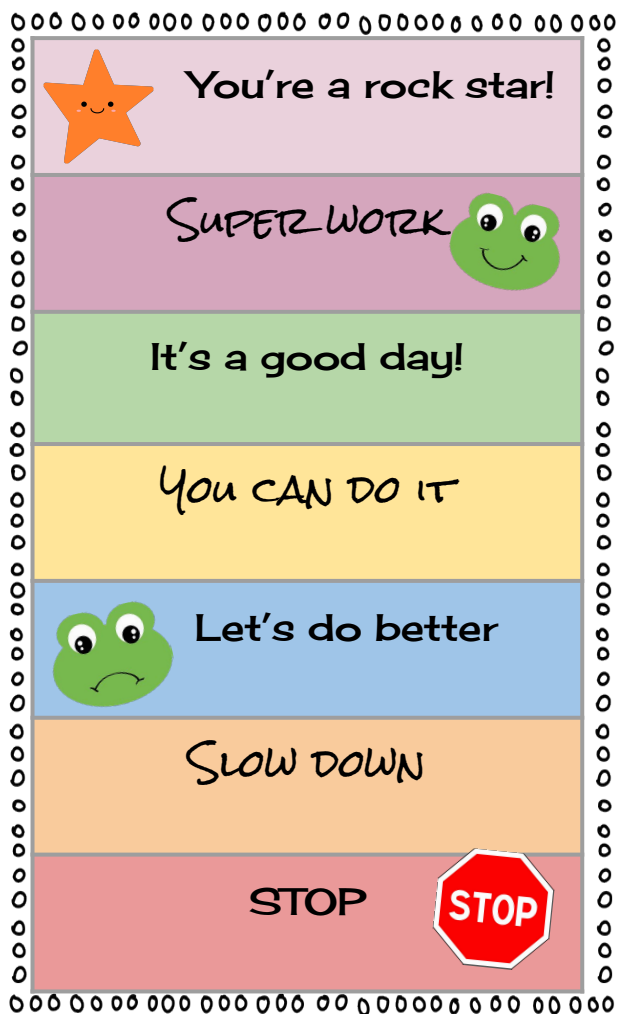 You're a rock star!
Super work
It's a good day!
You can do it
Let's do better
Slow down
STOP
STOP